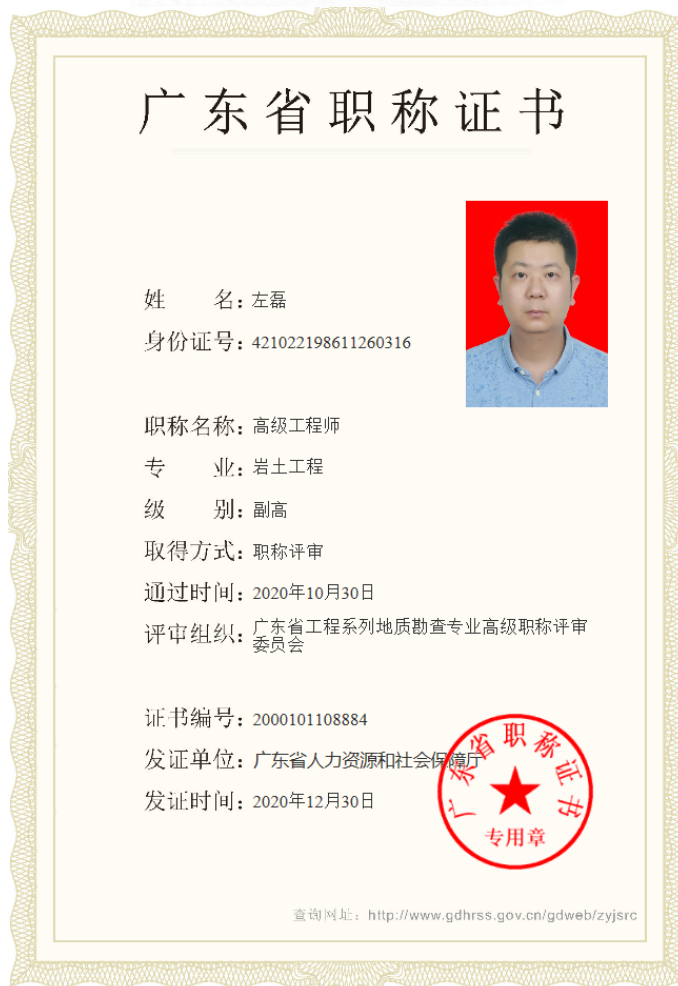 广东省职称证书
姓 名：左磊
身份证号：421022198611260316
职称名称：高级工程师
专 业：岩土工程
级 别：副高
取得方式：职称评审
通过时间：2020年10月30日
评审组织：广东省工程系列地质勘查专业高级职称评审
委员会
证书编号：2000101108884
发证单位：广东省人力资源和社会保障厅
发证时间：2020年12月30日
广东省职称证书
专用章
查询网址：http://www.gdhrss.gov.cn/gdweb/zyjsrc